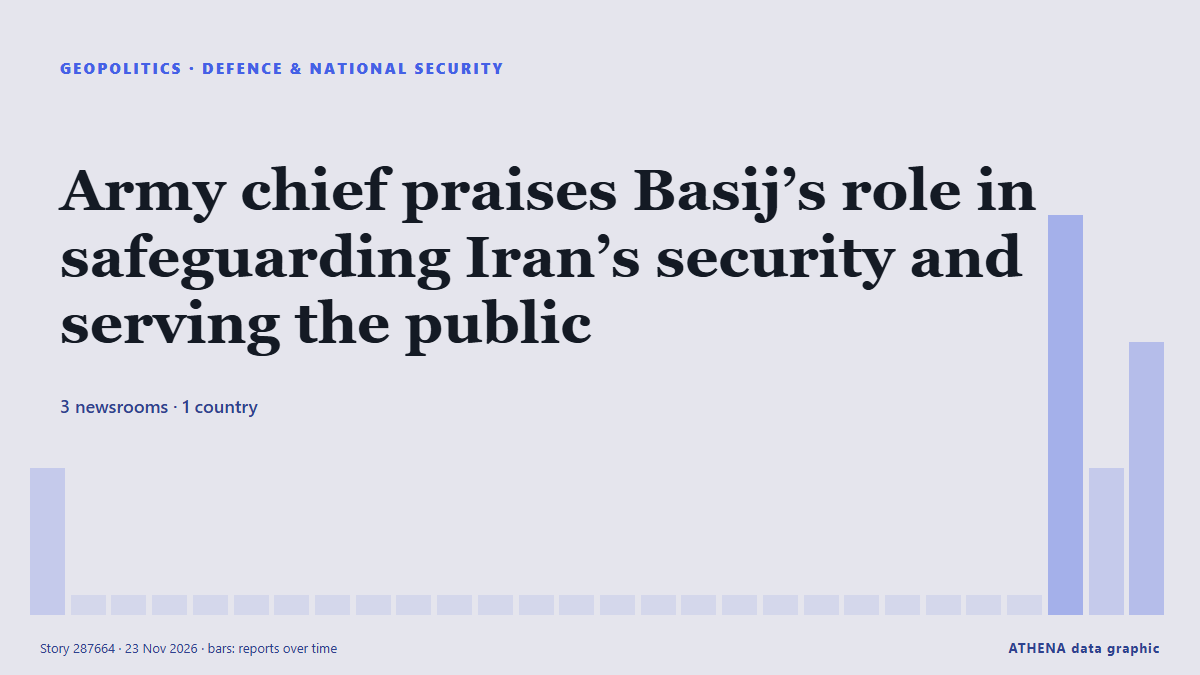 GEOPOLITICS · DEFENCE & NATIONAL SECURITY
Army chief praises Basij’s role in
safeguarding Iran’s security and
serving the public
3 newsrooms · 1 country
Story 287664 · 23 Nov 2026 · bars: reports over time
ATHENA data graphic